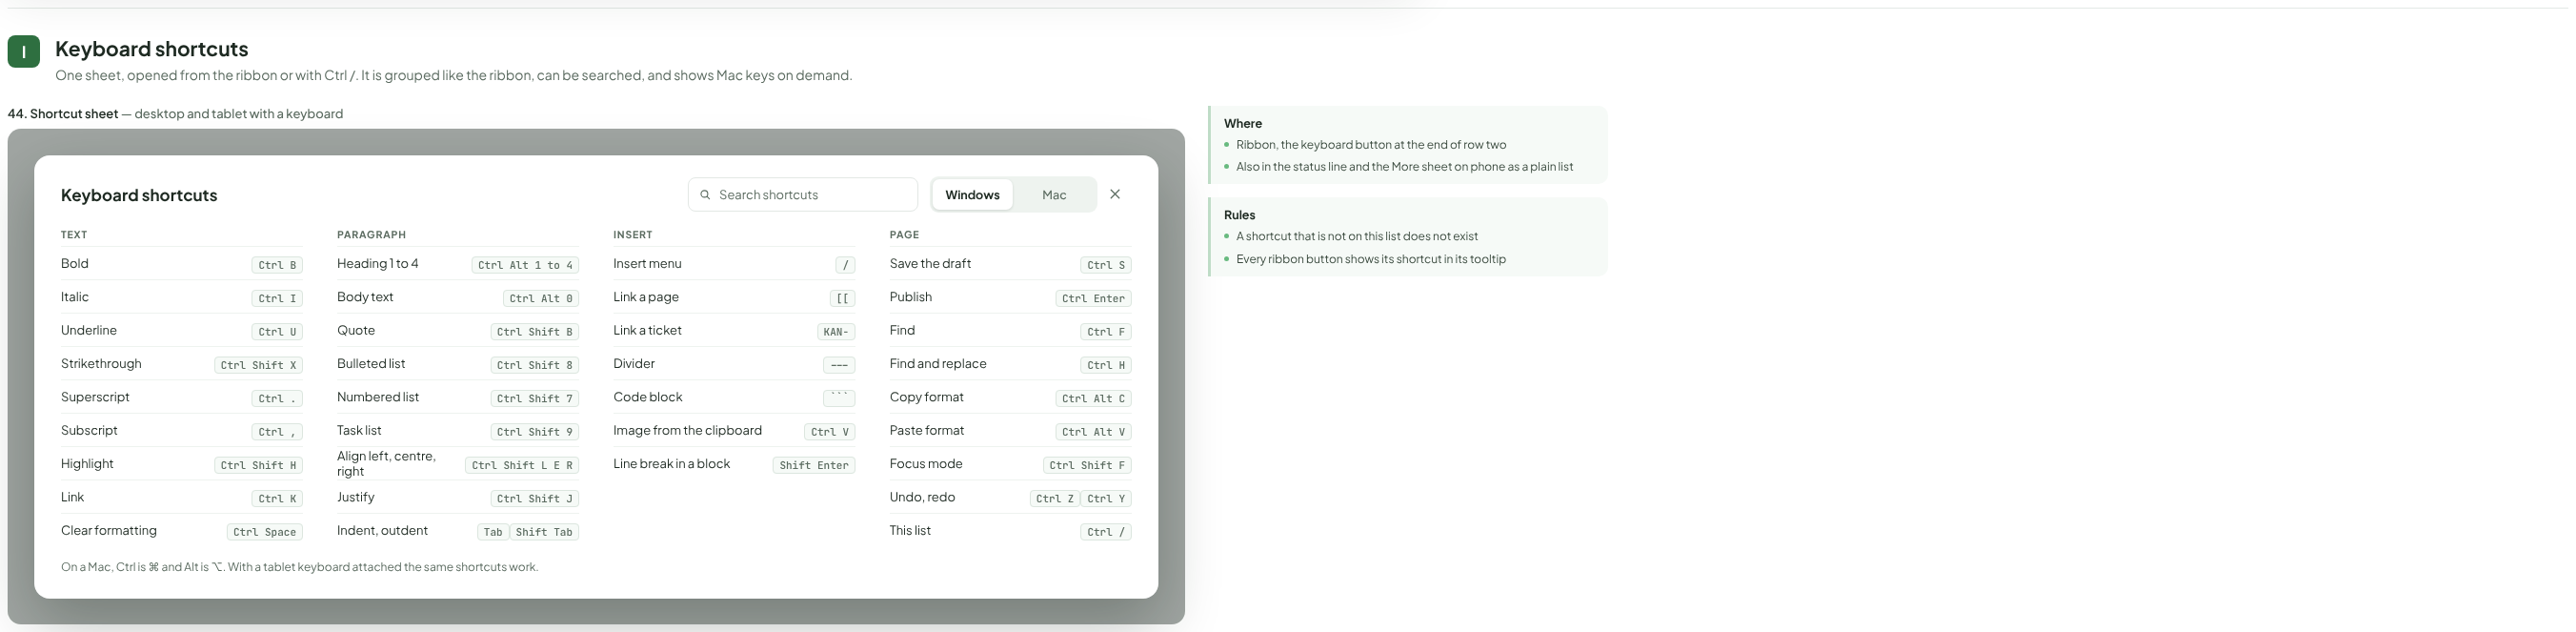 I
Keyboard shortcuts
One sheet, opened from the ribbon or with Ctrl /. It is grouped like the ribbon, can be searched, and shows Mac keys on demand.
44. Shortcut sheet — desktop and tablet with a keyboard
Keyboard shortcuts
Search shortcuts
Windows
Mac
TEXT
Bold Ctrl B
Italic Ctrl I
Underline Ctrl U
Strikethrough Ctrl Shift X
Superscript Ctrl .
Subscript Ctrl ,
Highlight Ctrl Shift H
Link Ctrl K
Clear formatting Ctrl Space
PARAGRAPH
Heading 1 to 4 Ctrl Alt 1 to 4
Body text Ctrl Alt 0
Quote Ctrl Shift B
Bulleted list Ctrl Shift 8
Numbered list Ctrl Shift 7
Task list Ctrl Shift 9
Align left, centre,
right Ctrl Shift L E R
Justify Ctrl Shift J
Indent, outdent Tab Shift Tab
INSERT
Insert menu /
Link a page [[
Link a ticket KAN-
Divider ---
Code block ```
Image from the clipboard Ctrl V
Line break in a block Shift Enter
PAGE
Save the draft Ctrl S
Publish Ctrl Enter
Find Ctrl F
Find and replace Ctrl H
Copy format Ctrl Alt C
Paste format Ctrl Alt V
Focus mode Ctrl Shift F
Undo, redo Ctrl Z Ctrl Y
This list Ctrl /
On a Mac, Ctrl is ⌘ and Alt is ⌥. With a tablet keyboard attached the same shortcuts work.
Where
Ribbon, the keyboard button at the end of row two
Also in the status line and the More sheet on phone as a plain list
Rules
A shortcut that is not on this list does not exist
Every ribbon button shows its shortcut in its tooltip